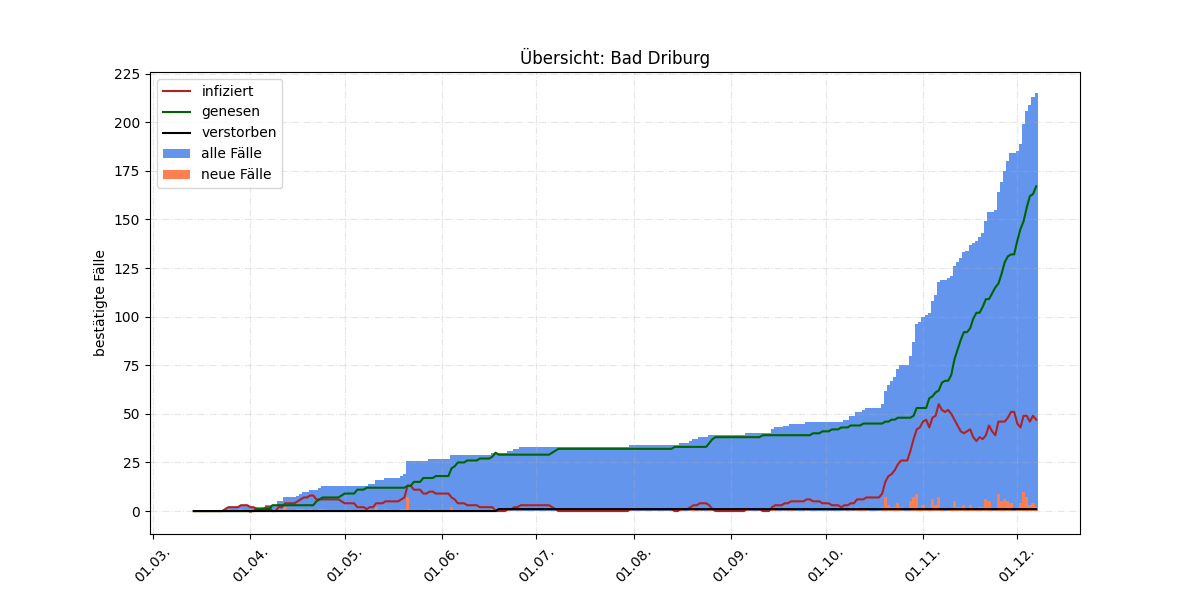 Übersicht: Bad Driburg
bestätigte Fälle
225
200
175
150
125
100
75
50
25
0
infiziert
genesen
verstorben
alle Fälle
neue Fälle
01.03.
01.04.
01.05.
01.06.
01.07.
01.08.
01.09.
01.10.
01.11.
01.12.